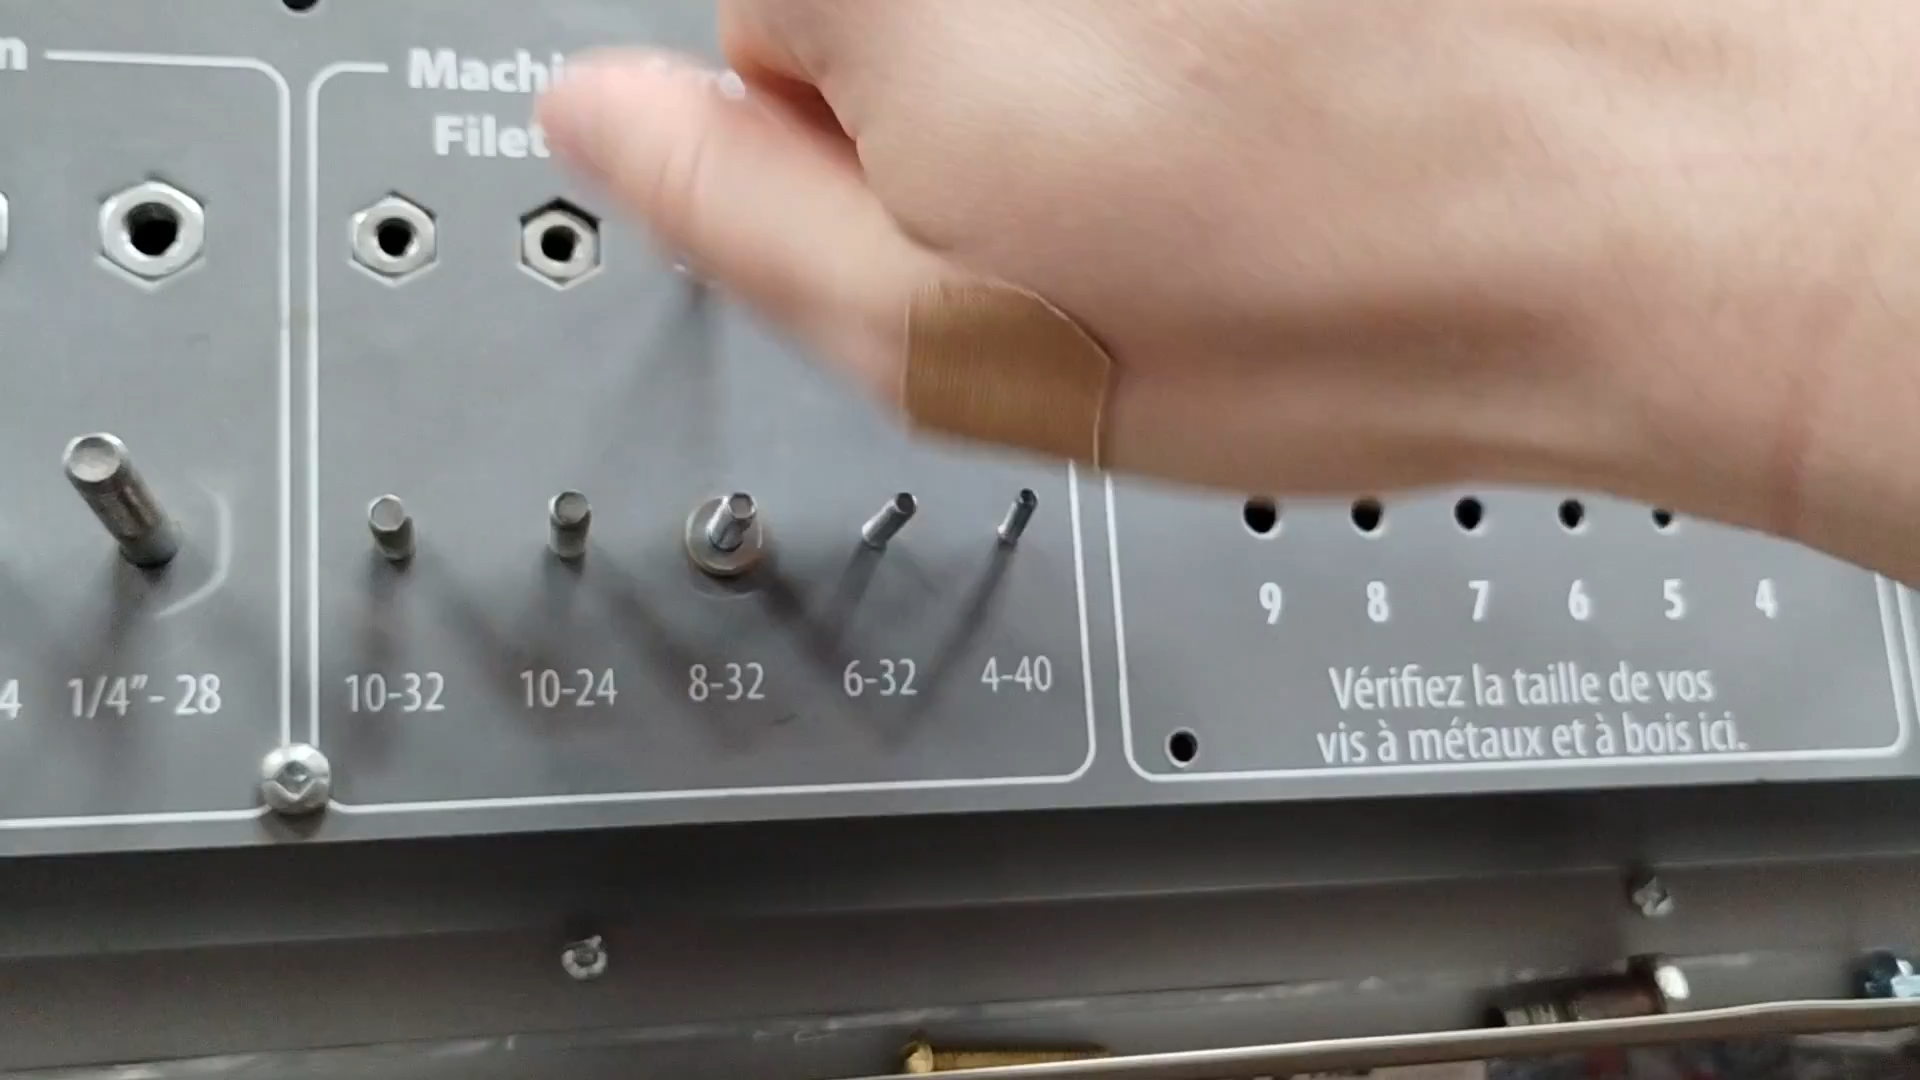 Machi
Filet
4 1/4"- 28
10-32 10-24 8-32 6-32 4-40
9 8 7 6 5 4
Vérifiez la taille de vos
vis à métaux et à bois ici.